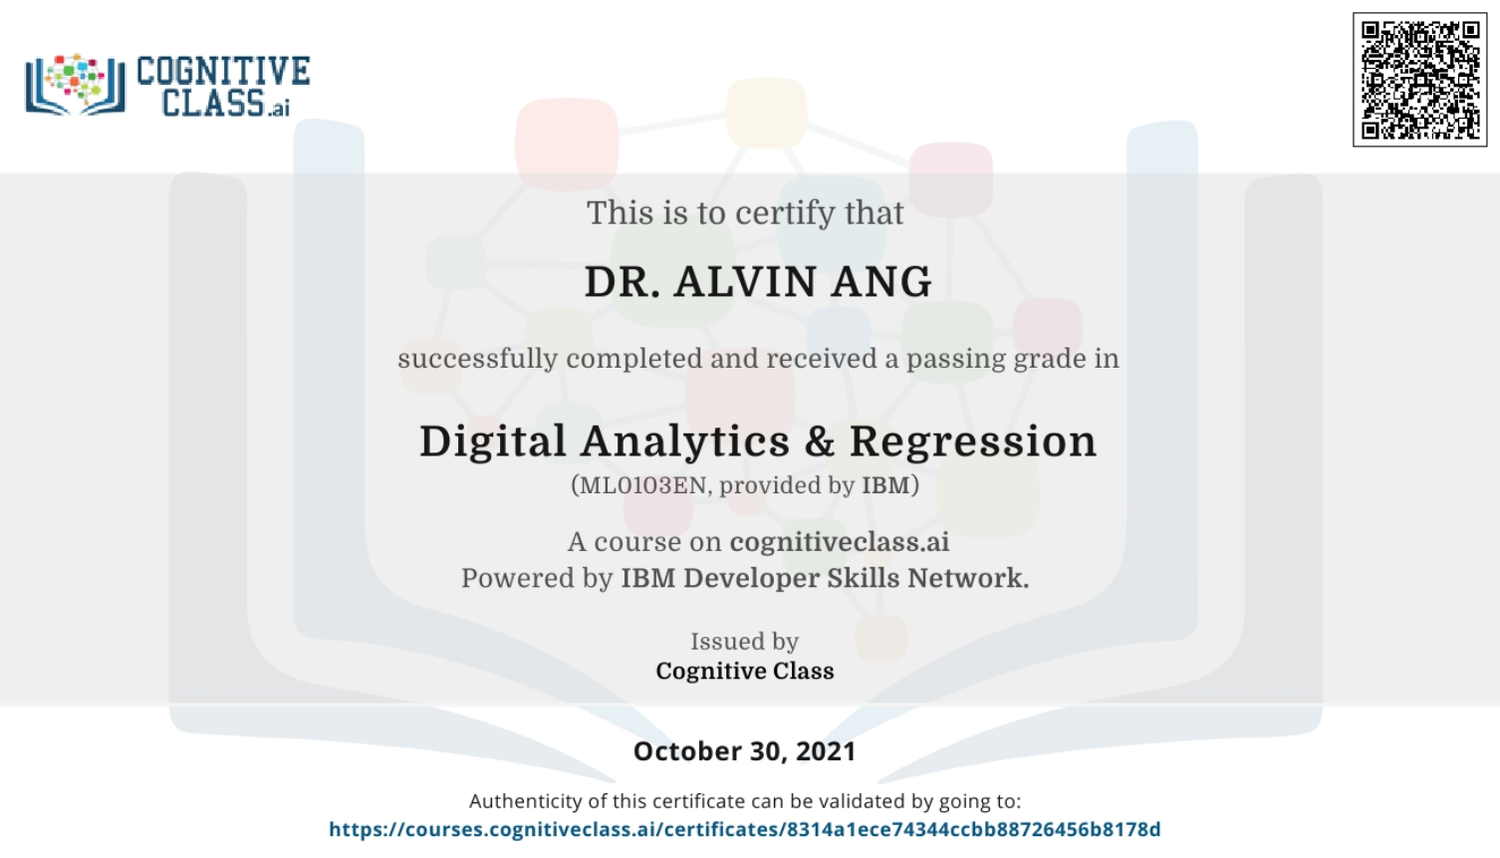 COGNITIVE
CLASS.ai
This is to certify that
DR. ALVIN ANG
successfully completed and received a passing grade in
Digital Analytics & Regression
(ML0103EN, provided by IBM)
A course on cognitiveclass.ai
Powered by IBM Developer Skills Network.
Issued by
Cognitive Class
October 30, 2021
Authenticity of this certificate can be validated by going to:
https://courses.cognitiveclass.ai/certificates/8314a1ece74344ccbb88726456b8178d